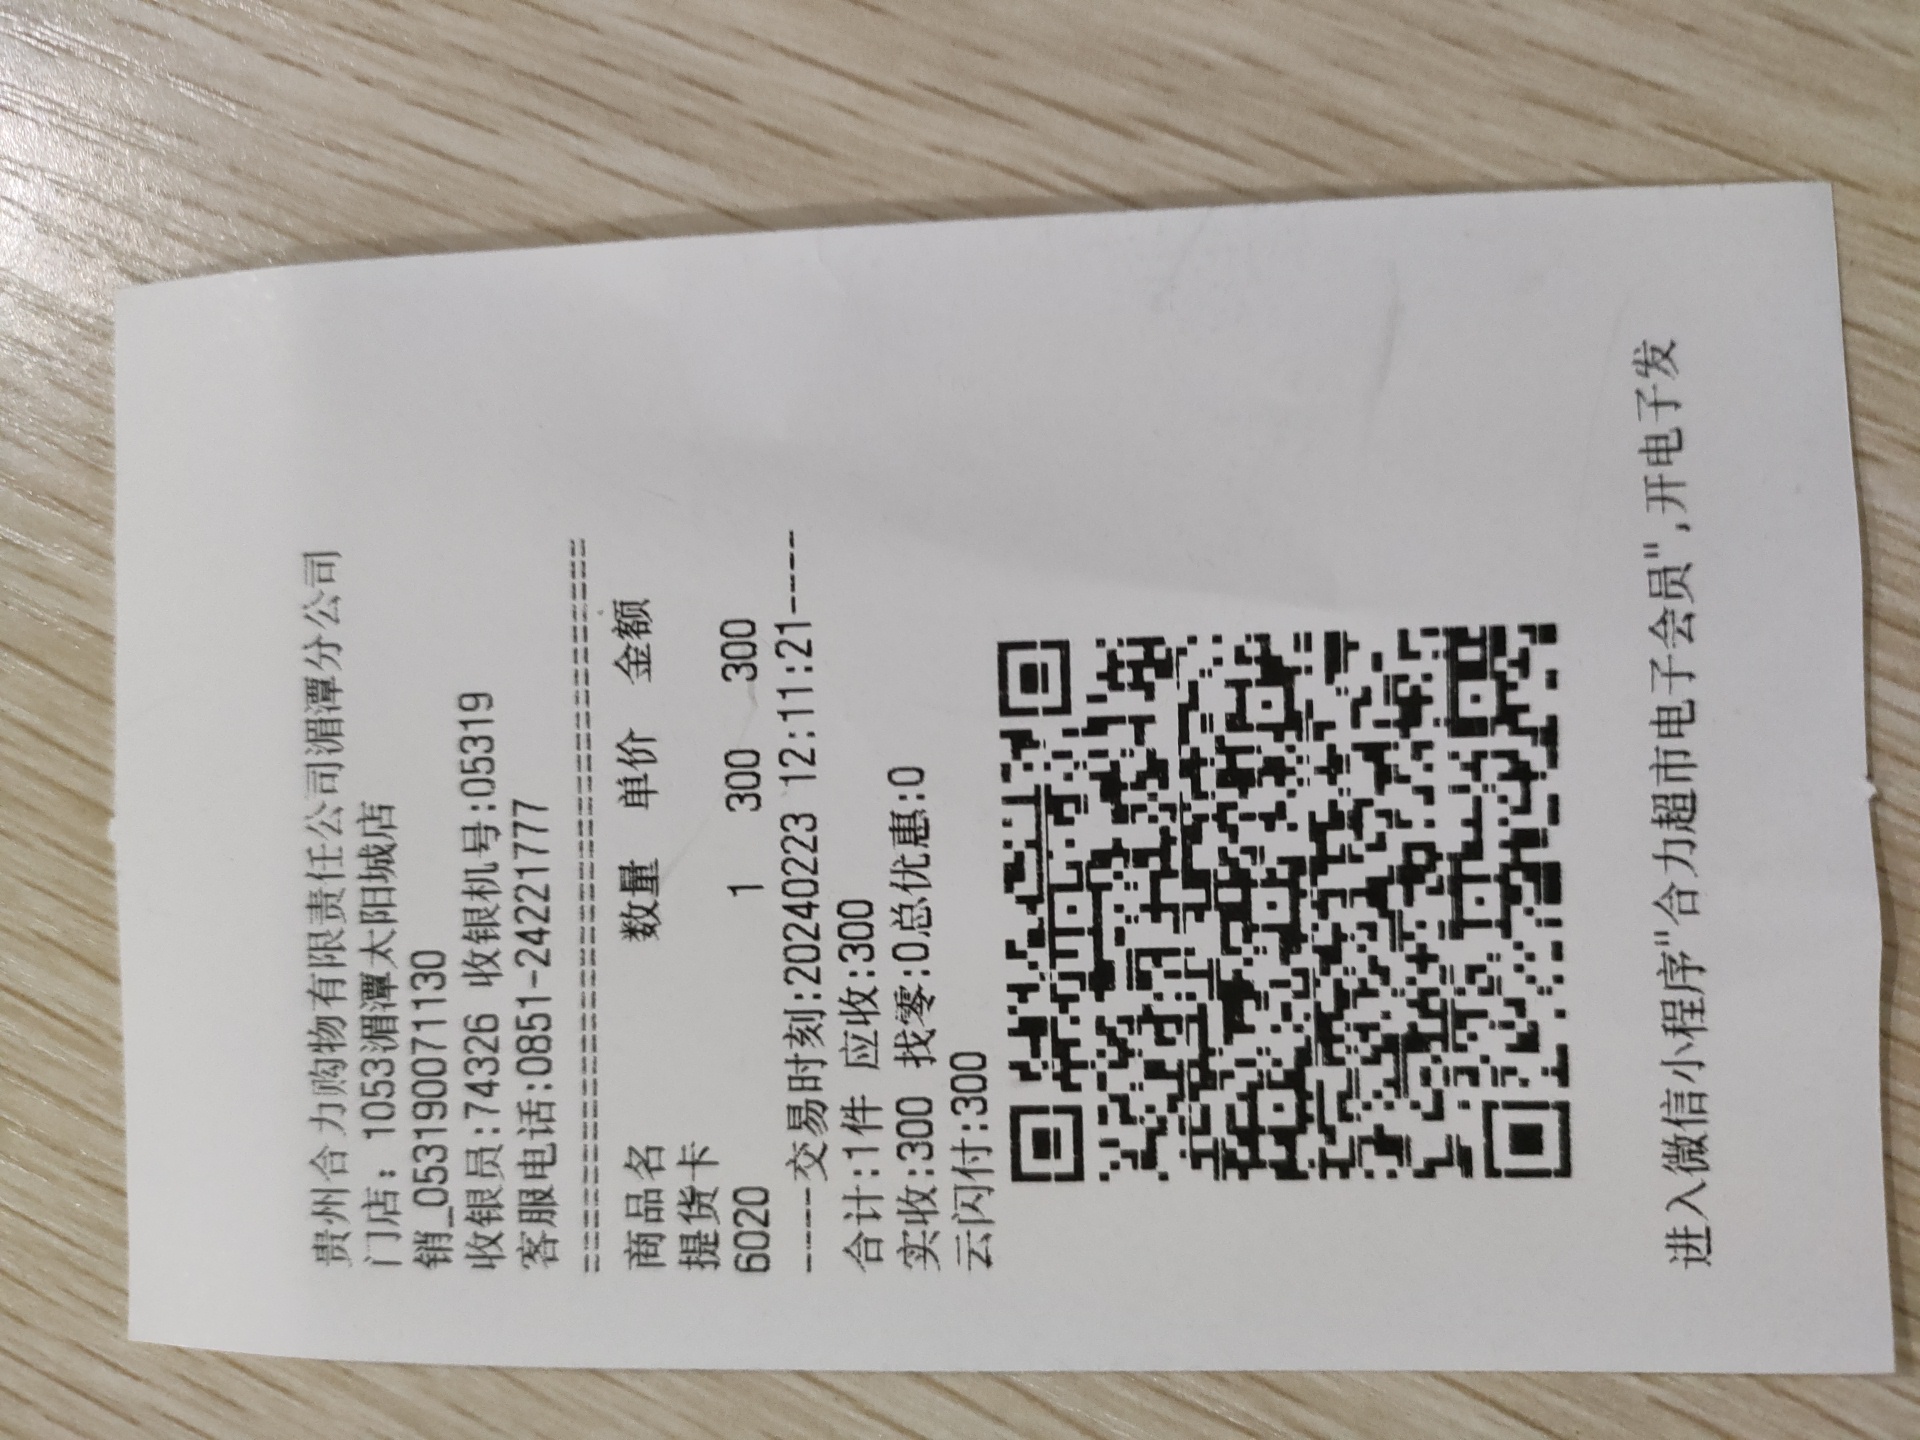 贵州合力购物有限责任公司湄潭分公司
门店：1053湄潭太阳城店
销_053190071130
收银员:74326 收银机号:05319
客服电话:0851-24221777
==========================================
商品名 数量 单价 金额
提货卡
6020 1 300 300
----交易时刻:20240223 12:11:21----
合计:1件 应收:300
实收:300 找零:0总优惠:0
云闪付:300
进入微信小程序"合力超市电子会员",开电子发